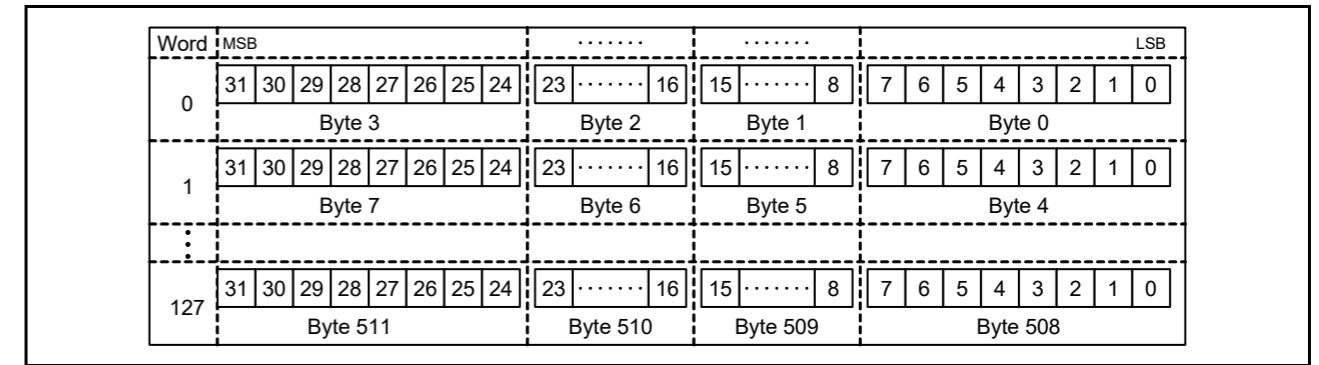 Word MSB ······· ······· LSB
0 31 30 29 28 27 26 25 24 23 ······· 16 15 ······· 8 7 6 5 4 3 2 1 0
Byte 3 Byte 2 Byte 1 Byte 0
1 31 30 29 28 27 26 25 24 23 ······· 16 15 ······· 8 7 6 5 4 3 2 1 0
Byte 7 Byte 6 Byte 5 Byte 4
⋮
127 31 30 29 28 27 26 25 24 23 ······· 16 15 ······· 8 7 6 5 4 3 2 1 0
Byte 511 Byte 510 Byte 509 Byte 508